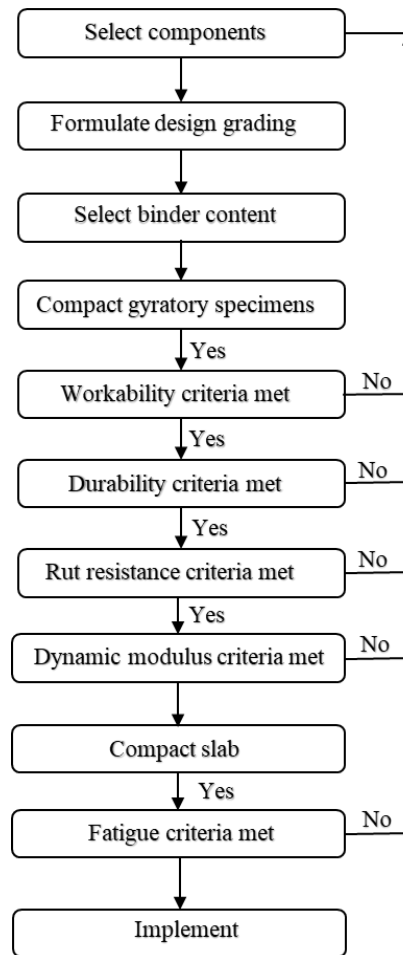 Select components
Formulate design grading
Select binder content
Compact gyratory specimens
Yes
Workability criteria met
No
Yes
Durability criteria met
No
Yes
Rut resistance criteria met
No
Yes
Dynamic modulus criteria met
No
Compact slab
Yes
Fatigue criteria met
No
Implement